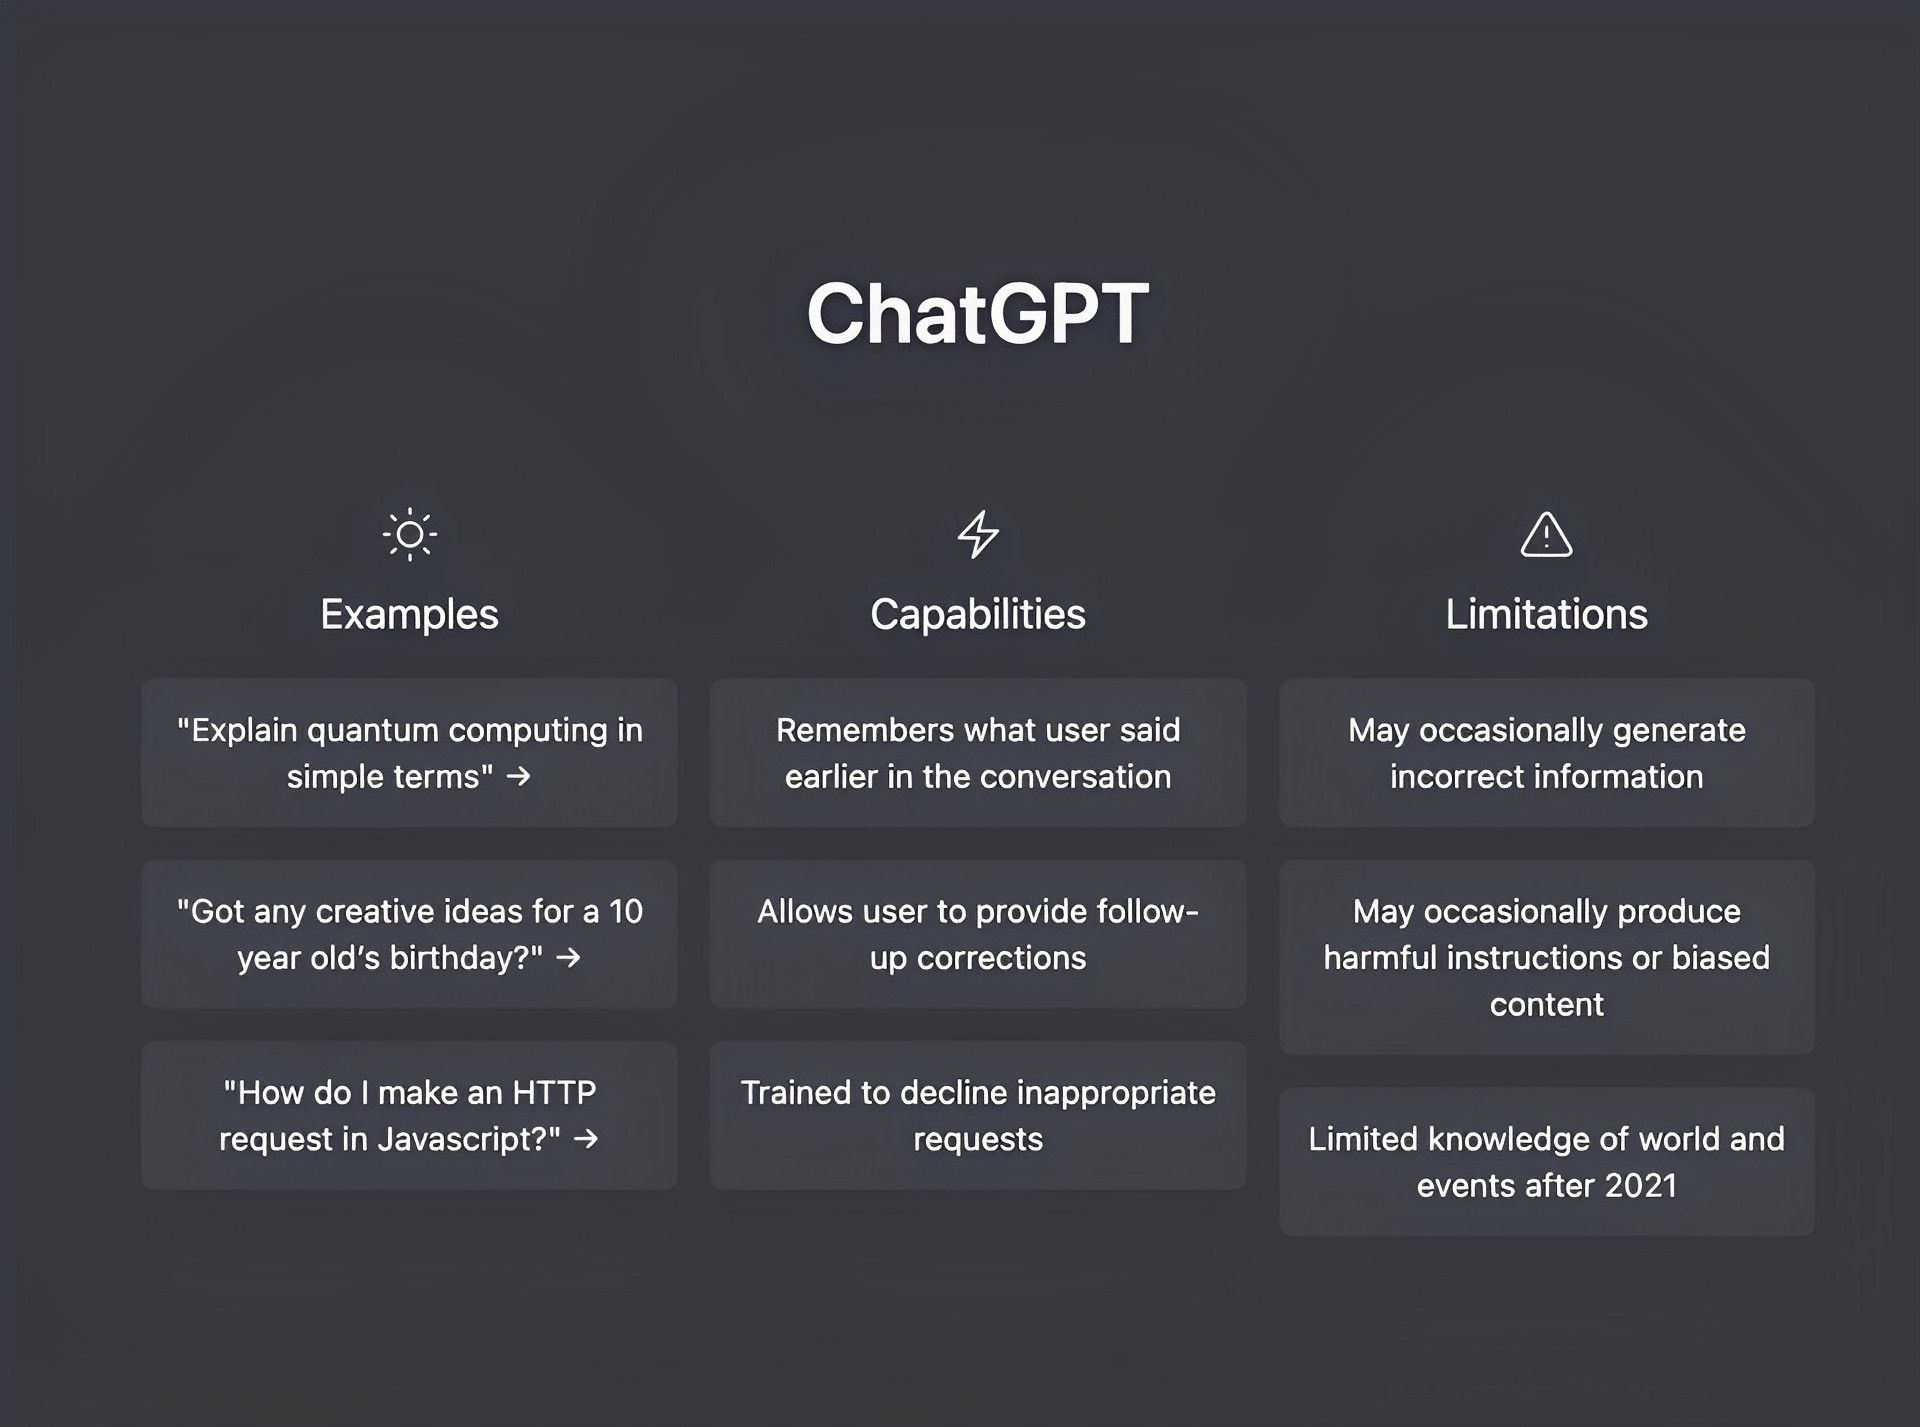 ChatGPT
Examples
"Explain quantum computing in
simple terms" →
"Got any creative ideas for a 10
year old’s birthday?" →
"How do I make an HTTP
request in Javascript?" →
Capabilities
Remembers what user said
earlier in the conversation
Allows user to provide follow-
up corrections
Trained to decline inappropriate
requests
Limitations
May occasionally generate
incorrect information
May occasionally produce
harmful instructions or biased
content
Limited knowledge of world and
events after 2021